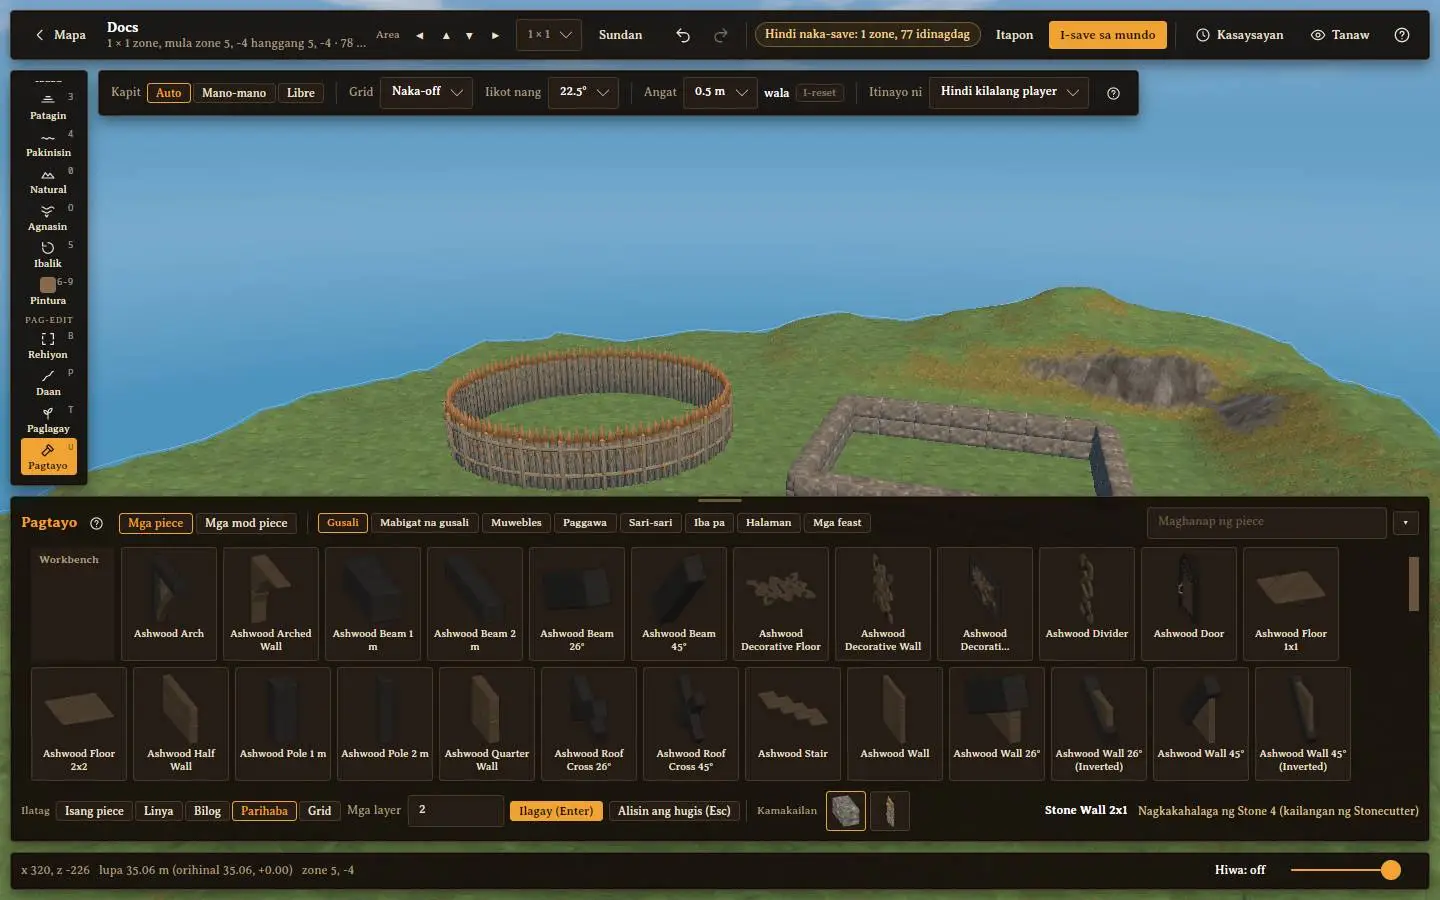 Mapa
Docs
1 × 1 zone, mula zone 5, -4 hanggang 5, -4 · 78 ...
Area
1 × 1
Sundan
Hindi naka-save: 1 zone, 77 idinagdag
Itapon
I-save sa mundo
Kasaysayan
Tanaw
Kapit
Auto
Mano-mano
Libre
Grid
Naka-off
Iikot nang
22.5°
Angat
0.5 m
wala
I-reset
Itinayo ni
Hindi kilalang player
3
Patagin
4
Pakinisin
0
Natural
O
Agnasin
5
Ibalik
6-9
Pintura
PAG-EDIT
B
Rehiyon
P
Daan
T
Paglagay
U
Pagtayo
Pagtayo
Mga piece
Mga mod piece
Gusali
Mabigat na gusali
Muwebles
Paggawa
Sari-sari
Iba pa
Halaman
Mga feast
Maghanap ng piece
Workbench
Ashwood Arch
Ashwood Arched
Wall
Ashwood Beam 1
m
Ashwood Beam 2
m
Ashwood Beam
26°
Ashwood Beam
45°
Ashwood
Decorative Floor
Ashwood
Decorative Wall
Ashwood
Decorati...
Ashwood Divider
Ashwood Door
Ashwood Floor
1x1
Ashwood Floor
2x2
Ashwood Half
Wall
Ashwood Pole 1 m
Ashwood Pole 2 m
Ashwood Quarter
Wall
Ashwood Roof
Cross 26°
Ashwood Roof
Cross 45°
Ashwood Stair
Ashwood Wall
Ashwood Wall 26°
Ashwood Wall 26°
(Inverted)
Ashwood Wall 45°
Ashwood Wall 45°
(Inverted)
Ilatag
Isang piece
Linya
Bilog
Parihaba
Grid
Mga layer
2
Ilagay (Enter)
Alisin ang hugis (Esc)
Kamakailan
Stone Wall 2x1
Nagkakahalaga ng Stone 4 (kailangan ng Stonecutter)
x 320, z -226 lupa 35.06 m (orihinal 35.06, +0.00) zone 5, -4
Hiwa: off